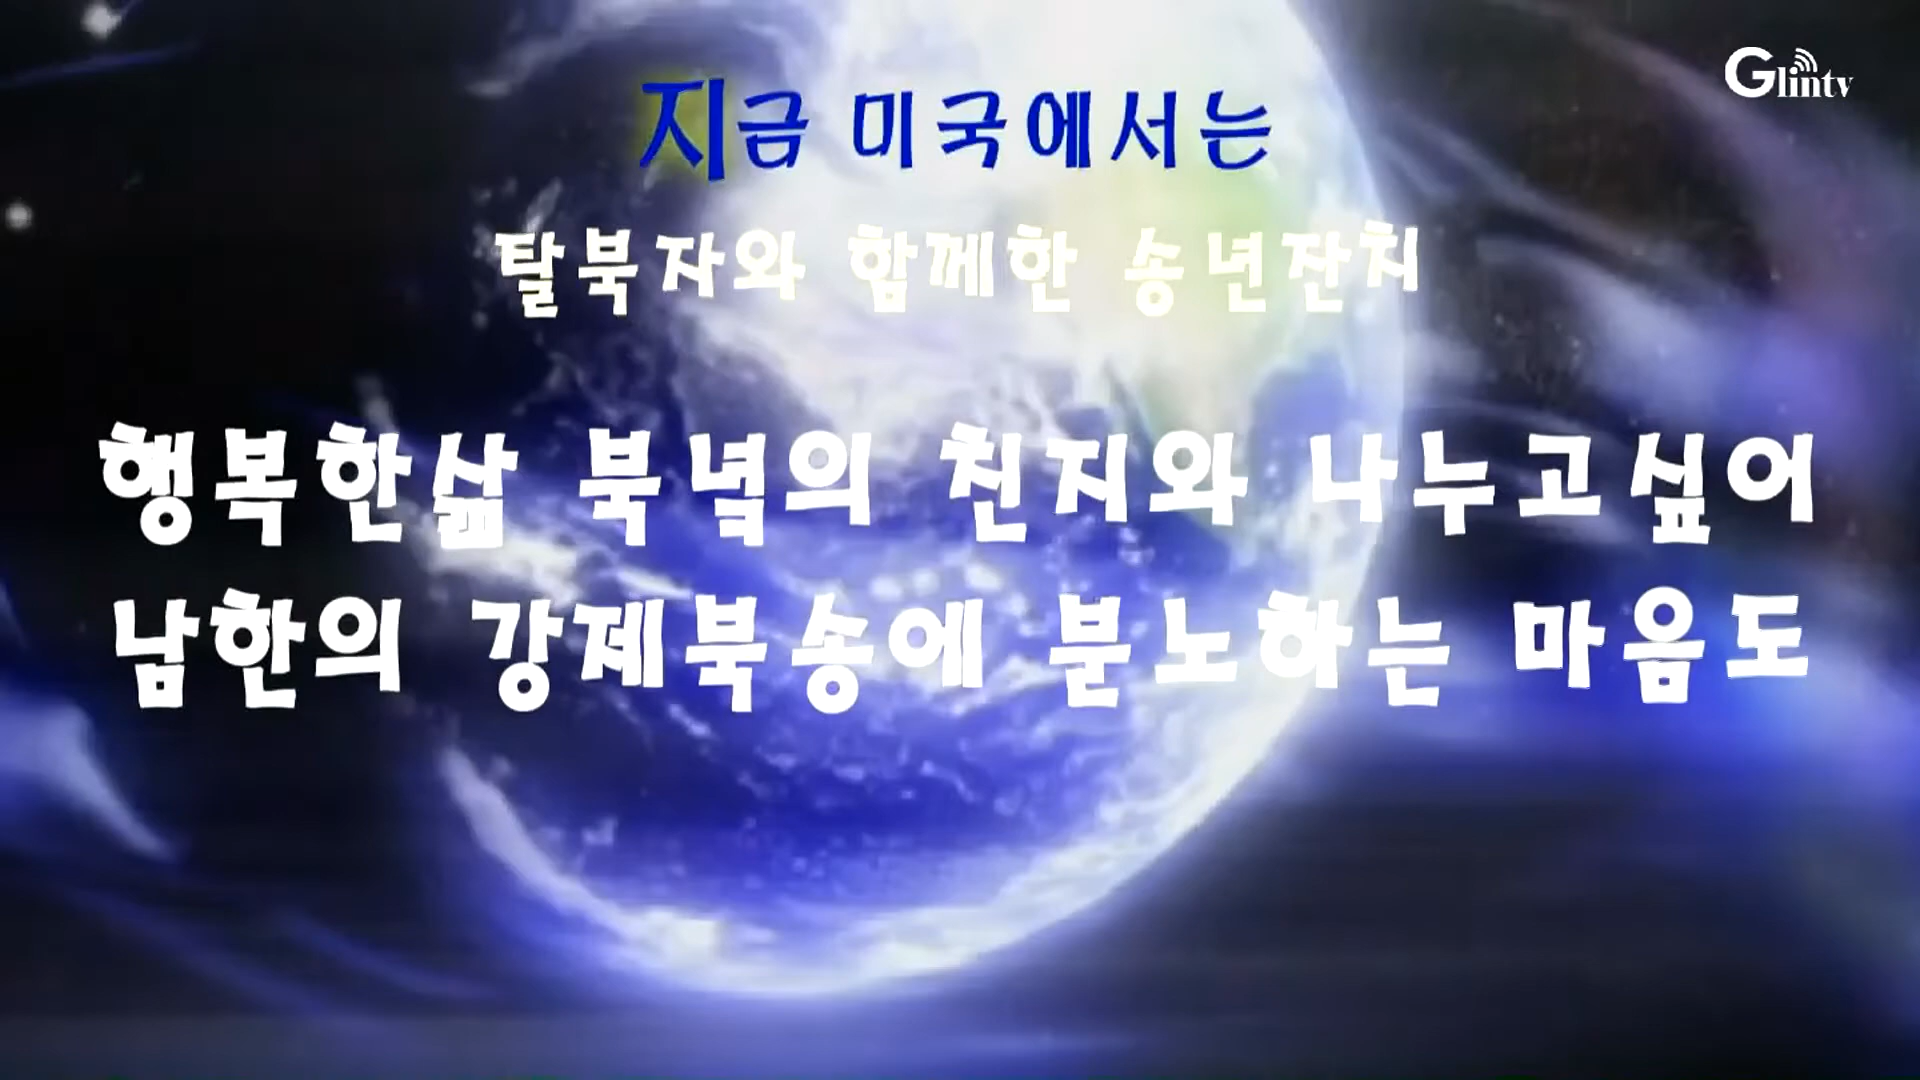 Glintv
지금 미국에서는
탈북자와 함께한 송년잔치
행복한삶 북녘의 친지와 나누고싶어
남한의 강제북송에 분노하는 마음도